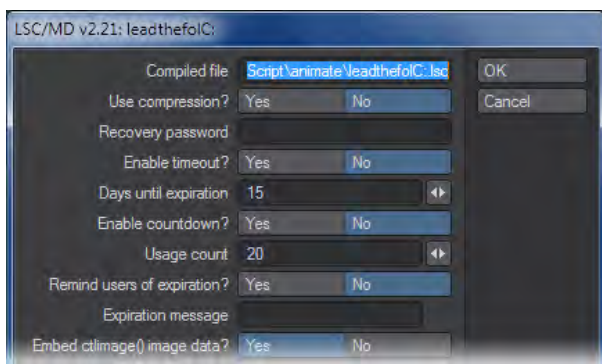 LSC/MD v2.21: leadthefolC:
Compiled file Script\animate\leadthefolC:.lsc OK
Use compression? Yes No Cancel
Recovery password
Enable timeout? Yes No
Days until expiration 15
Enable countdown? Yes No
Usage count 20
Remind users of expiration? Yes No
Expiration message
Embed ctlimage() image data? Yes No